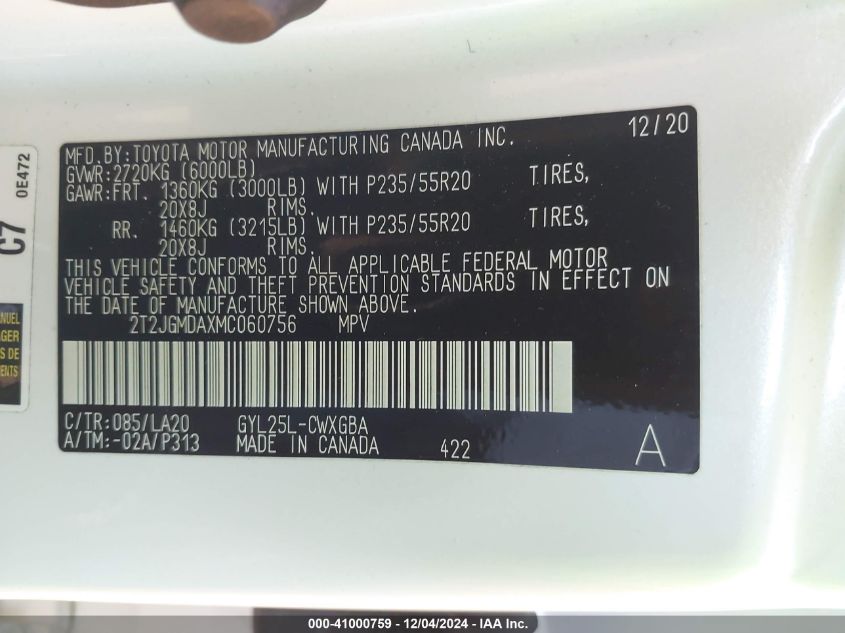 MFD.BY:TOYOTA MOTOR MANUFACTURING CANADA INC. 12/20
GVWR:2720KG (6000LB)
GAWR:FRT. 1360KG (3000LB) WITH P235/55R20 TIRES,
20X8J RIMS.
RR. 1460KG (3215LB) WITH P235/55R20 TIRES,
20X8J RIMS.
THIS VEHICLE CONFORMS TO ALL APPLICABLE FEDERAL MOTOR
VEHICLE SAFETY AND THEFT PREVENTION STANDARDS IN EFFECT ON
THE DATE OF MANUFACTURE SHOWN ABOVE.
2T2JGMDAXMC060756 MPV
C/TR:085/LA20 GYL25L-CWXGBA
A/TM:-02A/P313 MADE IN CANADA 422 A
C7 0E472
000-41000759 - 12/04/2024 - IAA Inc.